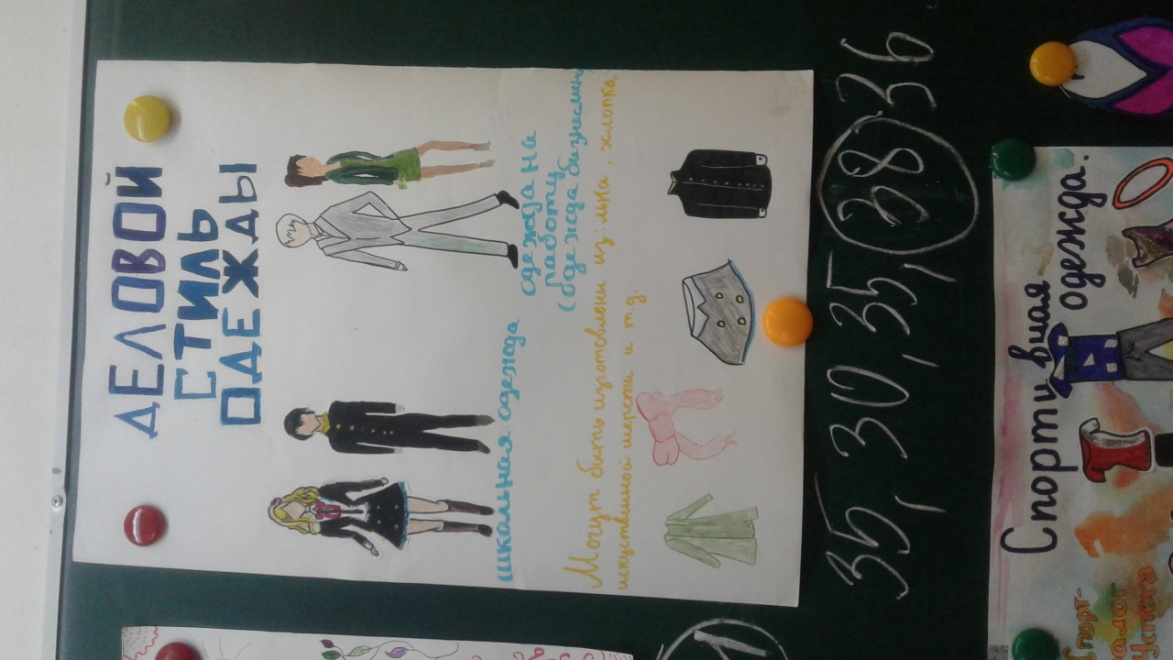 ДЕЛОВОЙ
СТИЛЬ
ОДЕЖДЫ
школьная одежда
одежда на
работу
(одежда бизнесмена
Могут быть изготовлены из: льна, хлопка
искуственной шерсти и т.д.
35, 30, 35, 38, 36
1
Спортивная
одежда.